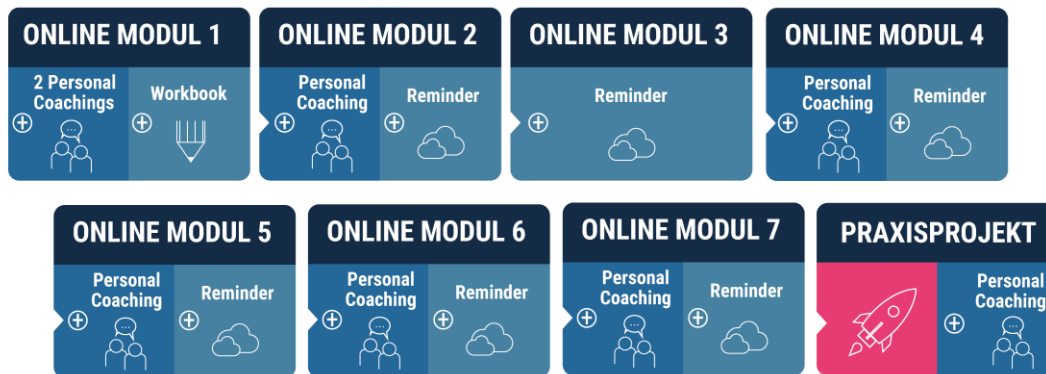 ONLINE MODUL 1
2 Personal
Coachings
Workbook
ONLINE MODUL 2
Personal
Coaching
Reminder
ONLINE MODUL 3
Reminder
ONLINE MODUL 4
Personal
Coaching
Reminder
ONLINE MODUL 5
Personal
Coaching
Reminder
ONLINE MODUL 6
Personal
Coaching
Reminder
ONLINE MODUL 7
Personal
Coaching
Reminder
PRAXISPROJEKT
Personal
Coaching